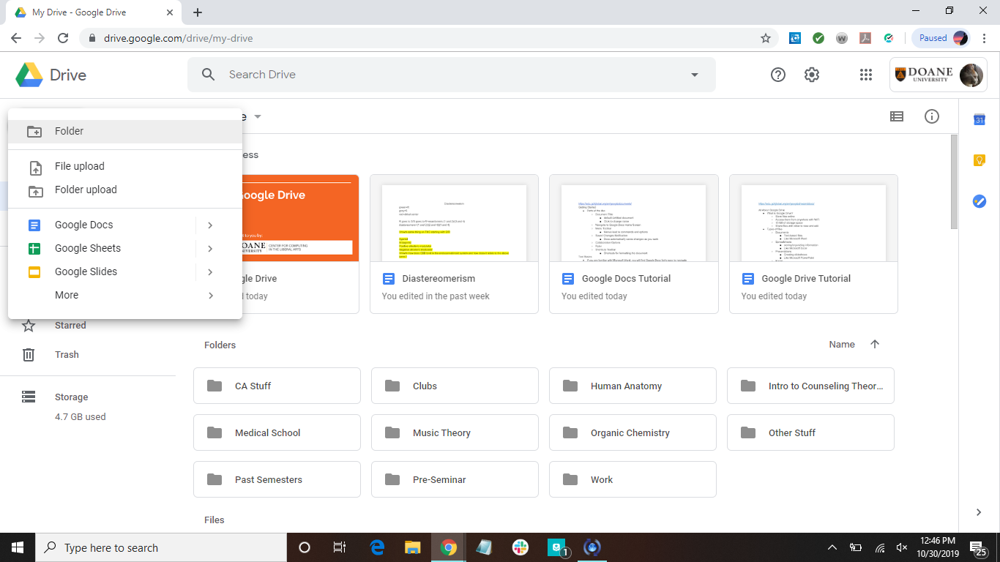 My Drive - Google Drive
drive.google.com/drive/my-drive
Paused
Drive
Search Drive
DOANE
UNIVERSITY
31
Folder
File upload
Folder upload
Google Docs
Google Sheets
Google Slides
More
Starred
Trash
Storage
4.7 GB used
e
ess
Google Drive
t to you by:
DOANE
UNIVERSITY
CENTER FOR COMPUTING
IN THE LIBERAL ARTS
gle Drive
d today
Diastereomerism
You edited in the past week
Google Docs Tutorial
You edited today
Google Drive Tutorial
You edited today
Folders
Name
CA Stuff
Clubs
Human Anatomy
Intro to Counseling Theor...
Medical School
Music Theory
Organic Chemistry
Other Stuff
Past Semesters
Pre-Seminar
Work
Files
Type here to search
1
12:46 PM
10/30/2019
25